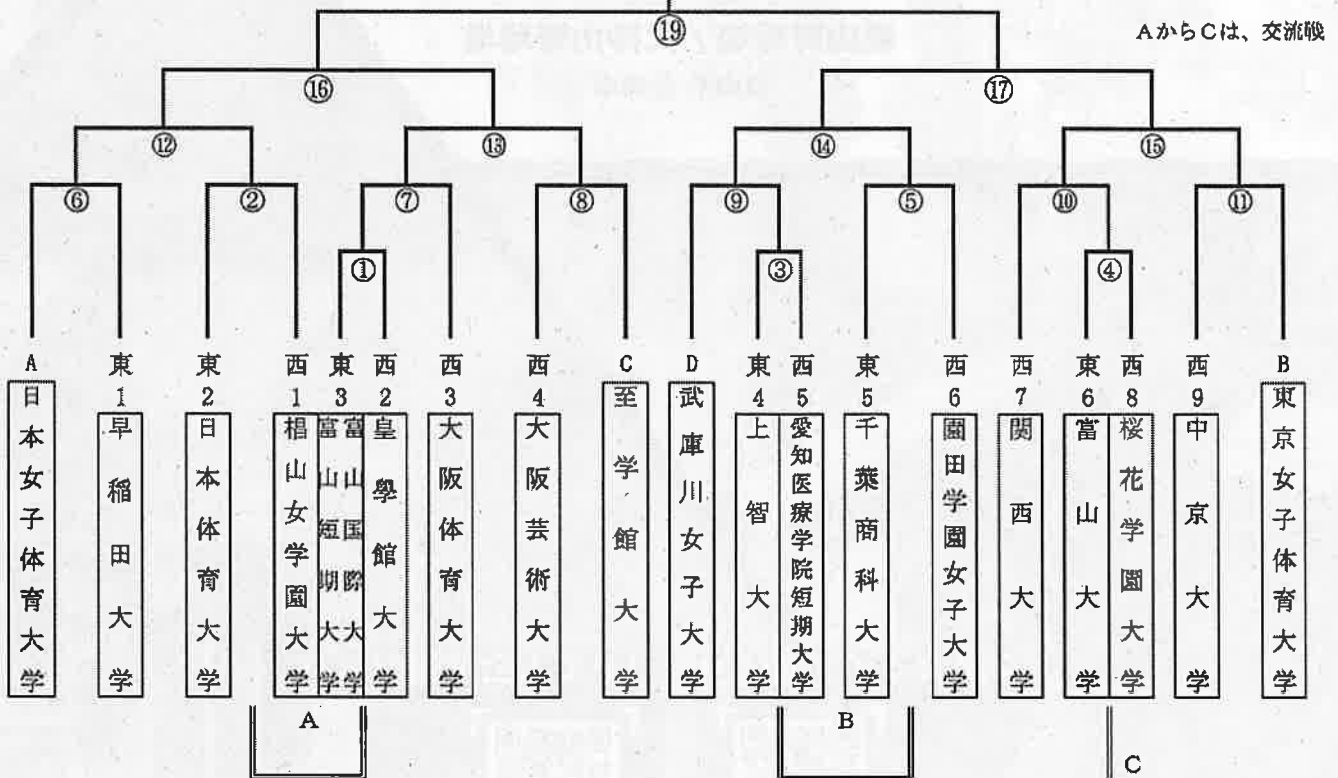 ⑲
AからCは、交流戦
⑯
⑰
⑫
⑬
⑭
⑮
⑥
②
⑦
⑧
⑨
⑤
⑩
⑪
①
③
④
A
日本女子体育大学
東1
早稲田大学
東2
日本体育大学
西1
椙山女学園大学
東3
富山国際大学
富山短期大学
西2
皇學館大学
西3
大阪体育大学
西4
大阪芸術大学
C
至学館大学
D
武庫川女子大学
東4
上智大学
西5
愛知医療学院短期大学
東5
千葉商科大学
西6
園田学園女子大学
西7
関西大学
東6
富山大学
西8
桜花学園大学
西9
中京大学
B
東京女子体育大学
A
B
C